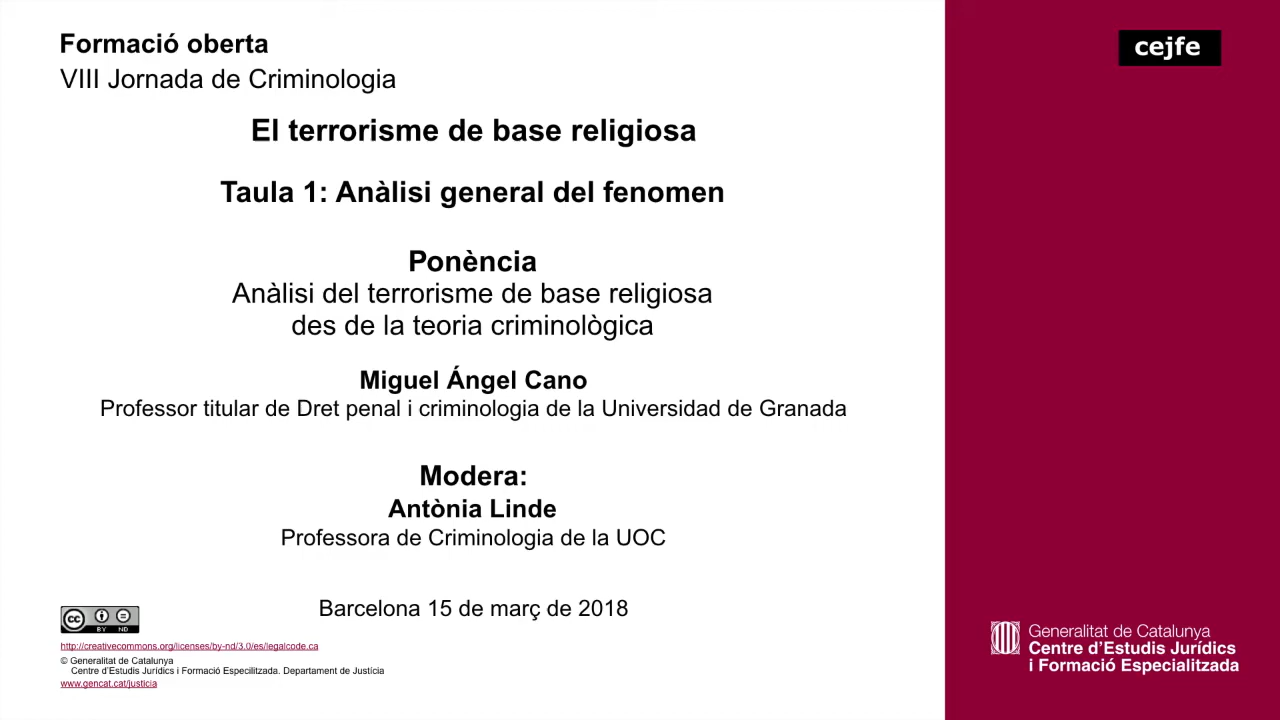 Formació oberta
VIII Jornada de Criminologia
cejfe
El terrorisme de base religiosa
Taula 1: Anàlisi general del fenomen
Ponència
Anàlisi del terrorisme de base religiosa
des de la teoria criminològica
Miguel Ángel Cano
Professor titular de Dret penal i criminologia de la Universidad de Granada
Modera:
Antònia Linde
Professora de Criminologia de la UOC
Barcelona 15 de març de 2018
cc
BY ND
http://creativecommons.org/licenses/by-nd/3.0/es/legalcode.ca
© Generalitat de Catalunya
Centre d'Estudis Jurídics i Formació Especilitzada. Departament de Justícia
www.gencat.cat/justicia
Generalitat de Catalunya
Centre d'Estudis Jurídics
i Formació Especialitzada